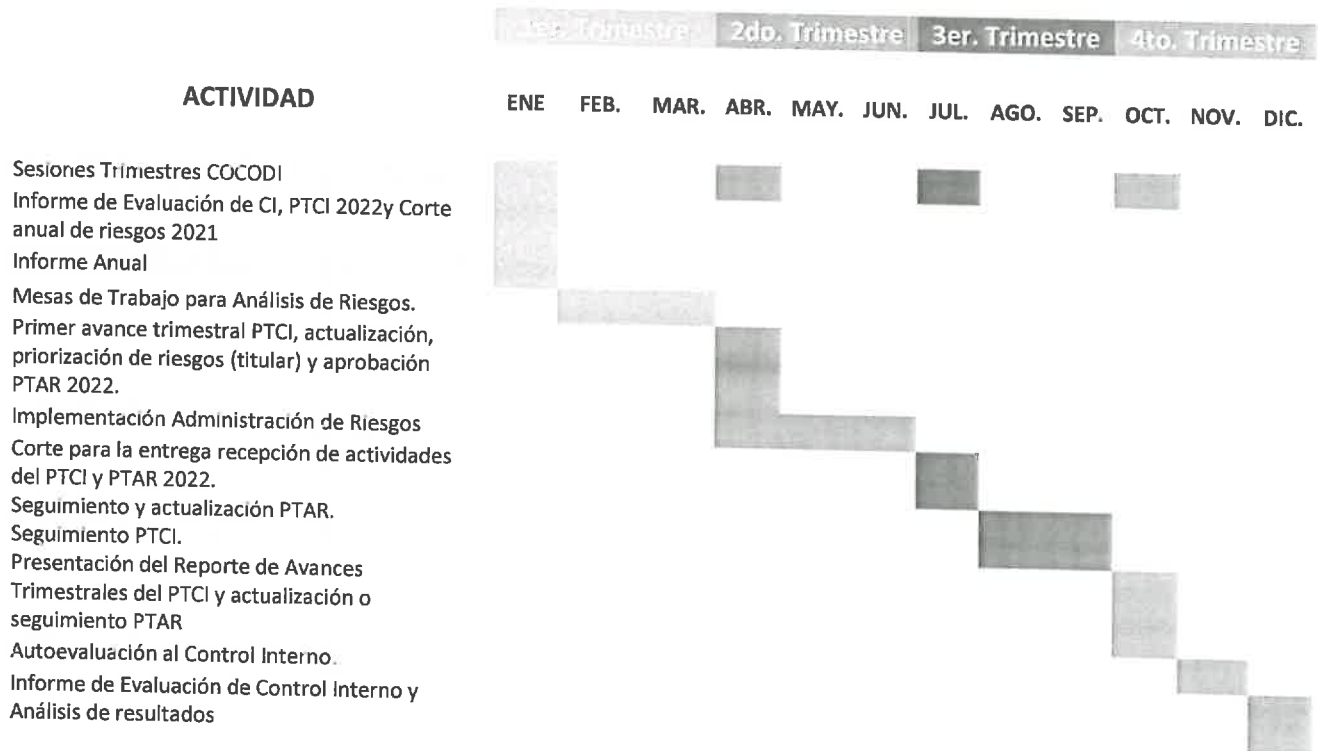 1er. Trimestre 2do. Trimestre 3er. Trimestre 4to. Trimestre
ACTIVIDAD ENE FEB. MAR. ABR. MAY. JUN. JUL. AGO. SEP. OCT. NOV. DIC.
Sesiones Trimestres COCODI
Informe de Evaluación de CI, PTCI 2022y Corte
anual de riesgos 2021
Informe Anual
Mesas de Trabajo para Análisis de Riesgos.
Primer avance trimestral PTCI, actualización,
priorización de riesgos (titular) y aprobación
PTAR 2022.
Implementación Administración de Riesgos
Corte para la entrega recepción de actividades
del PTCI y PTAR 2022.
Seguimiento y actualización PTAR.
Seguimiento PTCI.
Presentación del Reporte de Avances
Trimestrales del PTCI y actualización o
seguimiento PTAR
Autoevaluación al Control Interno.
Informe de Evaluación de Control Interno y
Análisis de resultados